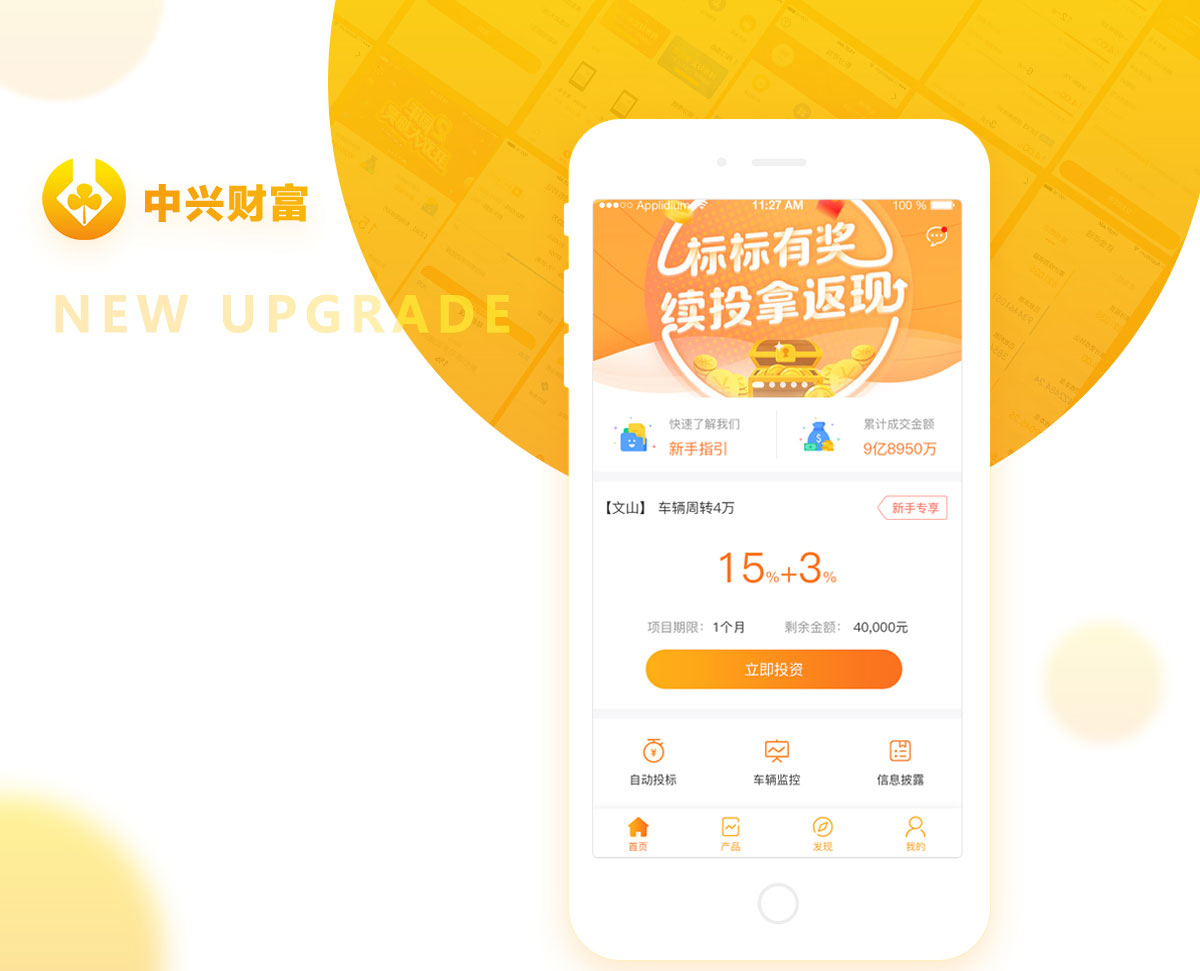 中兴财富
NEW UPGRADE
Applidium 11:27 AM 100 %
标标有奖
续投拿返现
快速了解我们
新手指引
累计成交金额
9亿8950万
【文山】 车辆周转4万
新手专享
15%+3%
项目期限: 1个月 剩余金额: 40,000元
立即投资
自动投标 车辆监控 信息披露
首页 产品 发现 我的